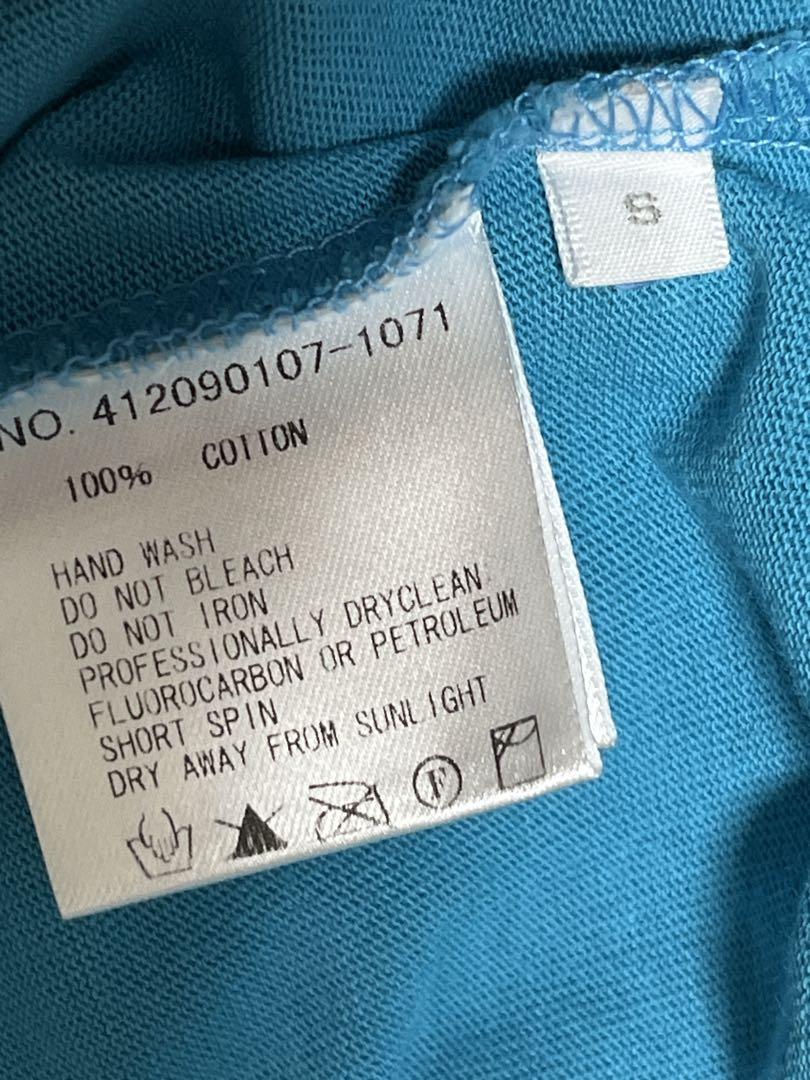 S
NO. 412090107-1071
100% COTTON
HAND WASH
DO NOT BLEACH
DO NOT IRON
PROFESSIONALLY DRYCLEAN
FLUOROCARBON OR PETROLEUM
SHORT SPIN
DRY AWAY FROM SUNLIGHT
F